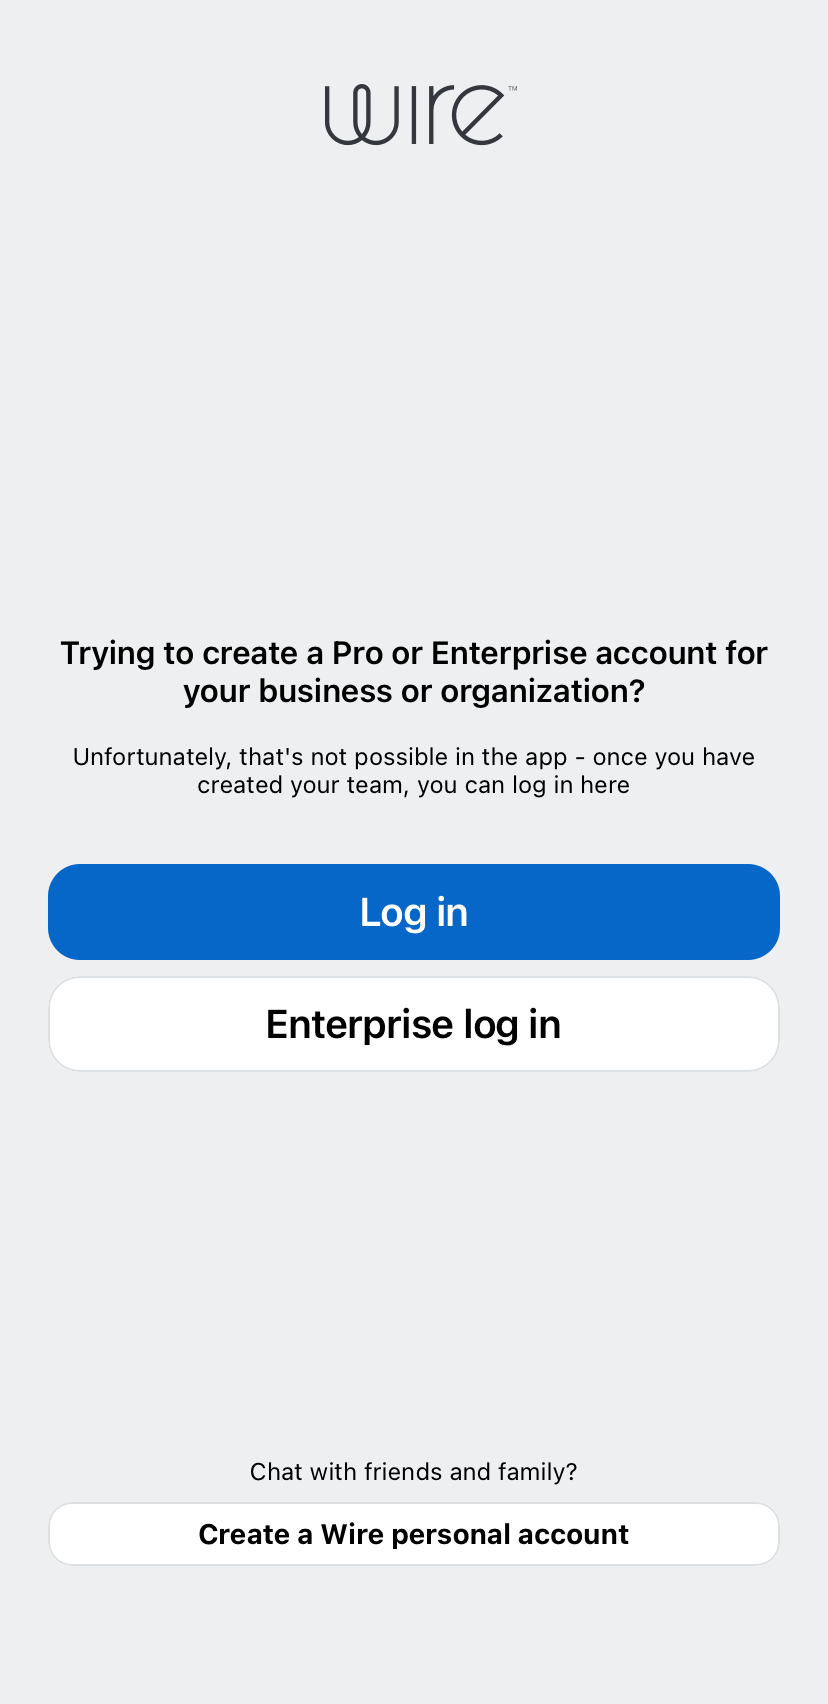 wire™
Trying to create a Pro or Enterprise account for
your business or organization?
Unfortunately, that's not possible in the app - once you have
created your team, you can log in here
Log in
Enterprise log in
Chat with friends and family?
Create a Wire personal account